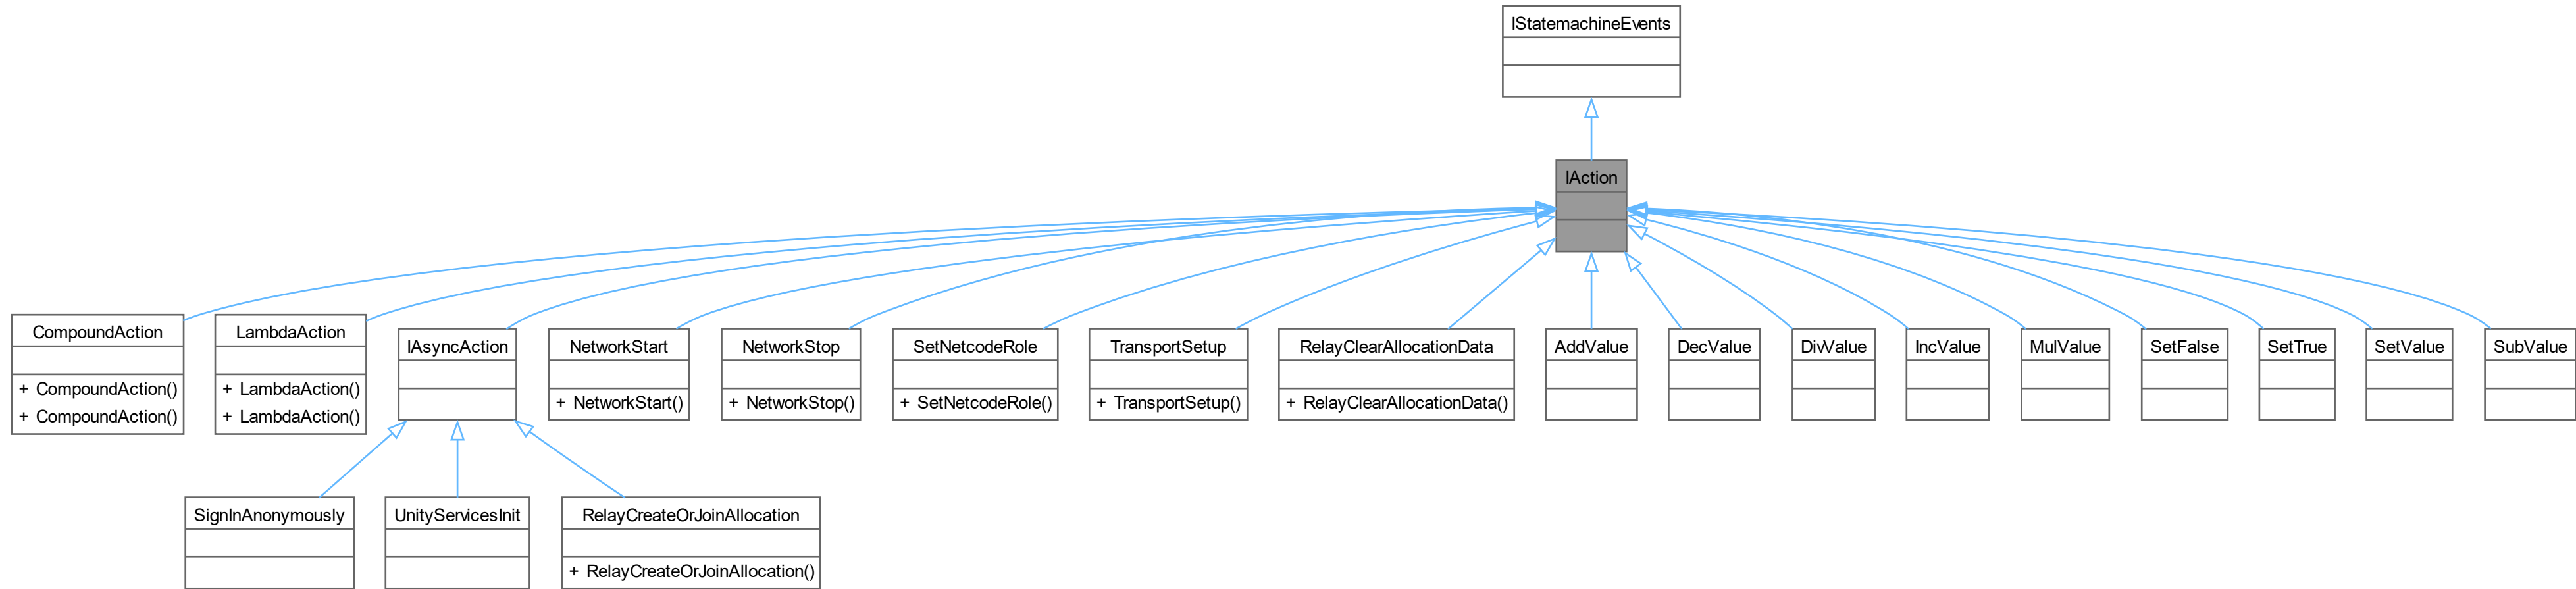 IStatemachineEvents
IAction
CompoundAction
+ CompoundAction()
+ CompoundAction()
LambdaAction
+ LambdaAction()
+ LambdaAction()
IAsyncAction
NetworkStart
+ NetworkStart()
NetworkStop
+ NetworkStop()
SetNetcodeRole
+ SetNetcodeRole()
TransportSetup
+ TransportSetup()
RelayClearAllocationData
+ RelayClearAllocationData()
AddValue
DecValue
DivValue
IncValue
MulValue
SetFalse
SetTrue
SetValue
SubValue
SignInAnonymously
UnityServicesInit
RelayCreateOrJoinAllocation
+ RelayCreateOrJoinAllocation()